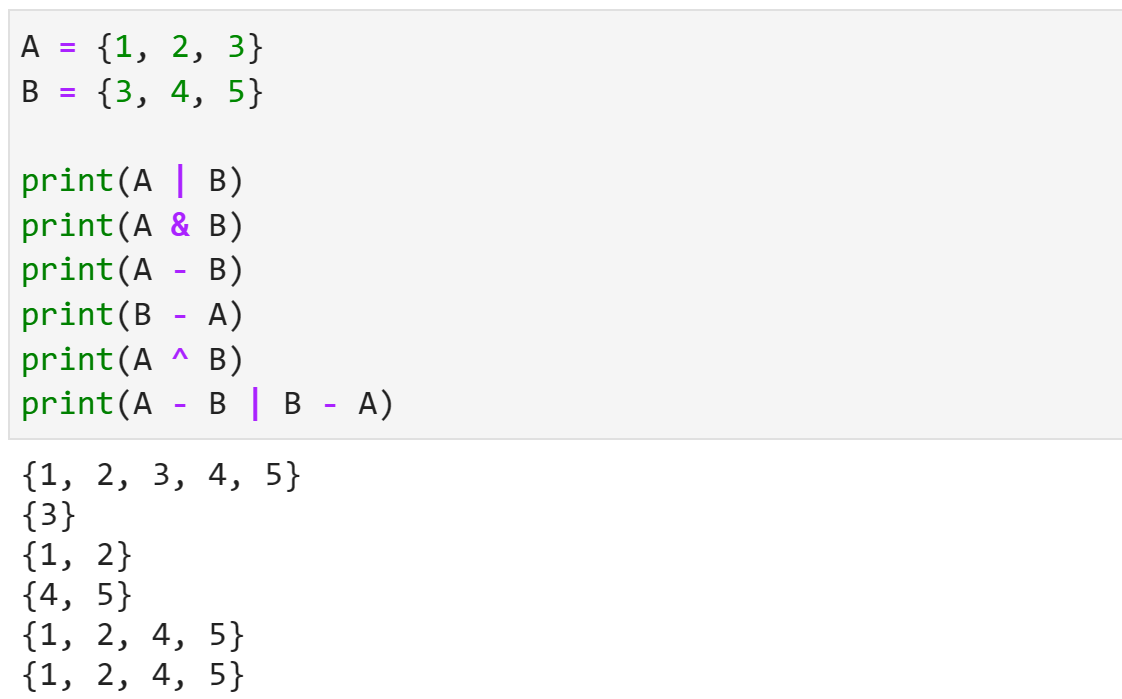 A = {1, 2, 3}
B = {3, 4, 5}
print(A | B)
print(A & B)
print(A - B)
print(B - A)
print(A ^ B)
print(A - B | B - A)
{1, 2, 3, 4, 5}
{3}
{1, 2}
{4, 5}
{1, 2, 4, 5}
{1, 2, 4, 5}